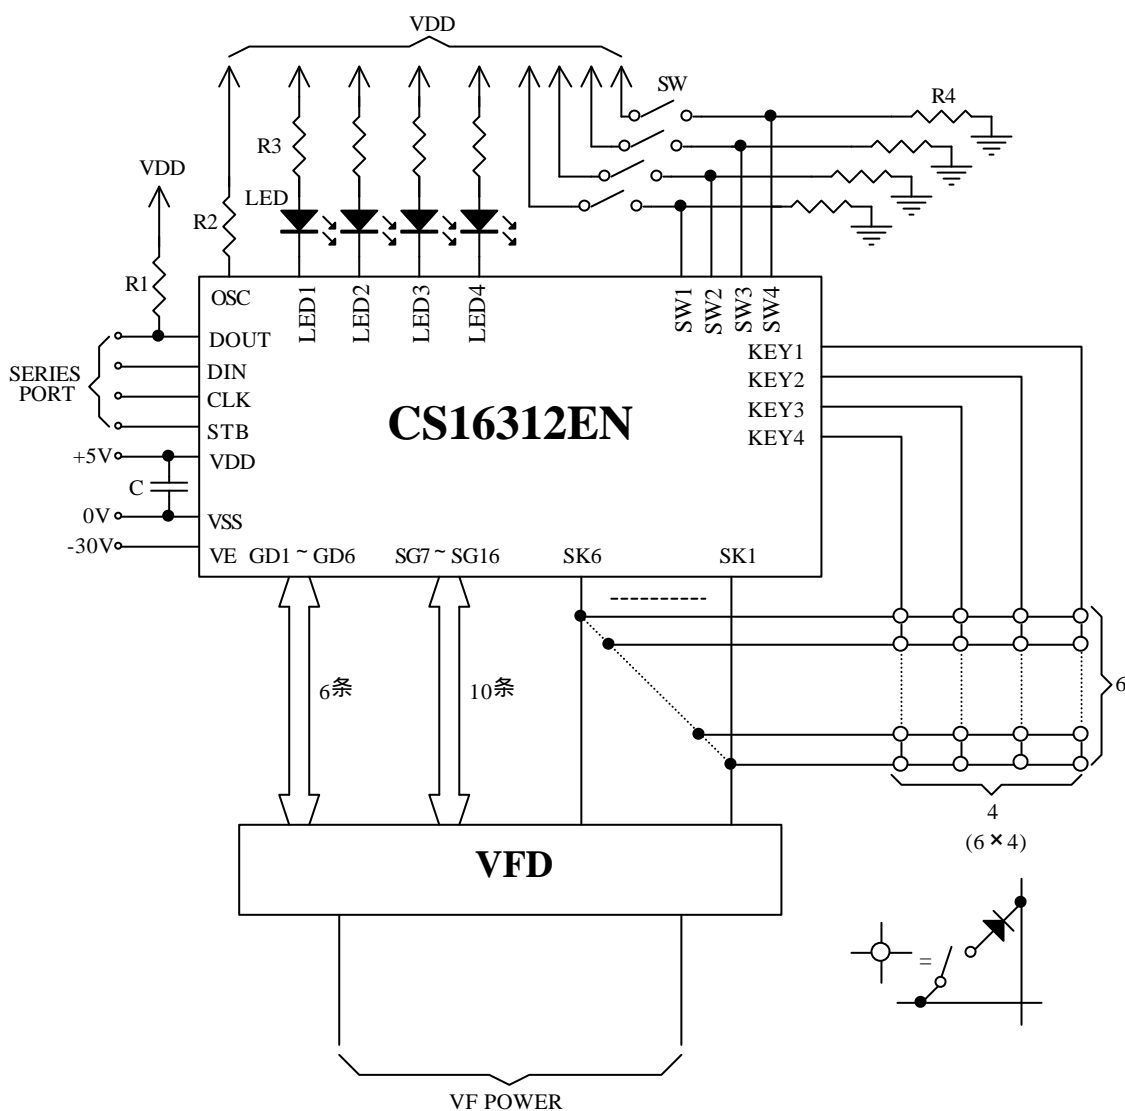 VDD
SW
R4
R3
VDD
LED
R2
R1
OSC
LED1
LED2
LED3
LED4
SW1
SW2
SW3
SW4
DOUT
KEY1
SERIES
PORT
DIN
KEY2
CLK
KEY3
CS16312EN
STB
KEY4
+5V
VDD
C
0V
VSS
-30V
VE
GD1 ~ GD6
SG7 ~ SG16
SK6
SK1
6条
10条
6
4
(6 × 4)
VFD
=
VF POWER